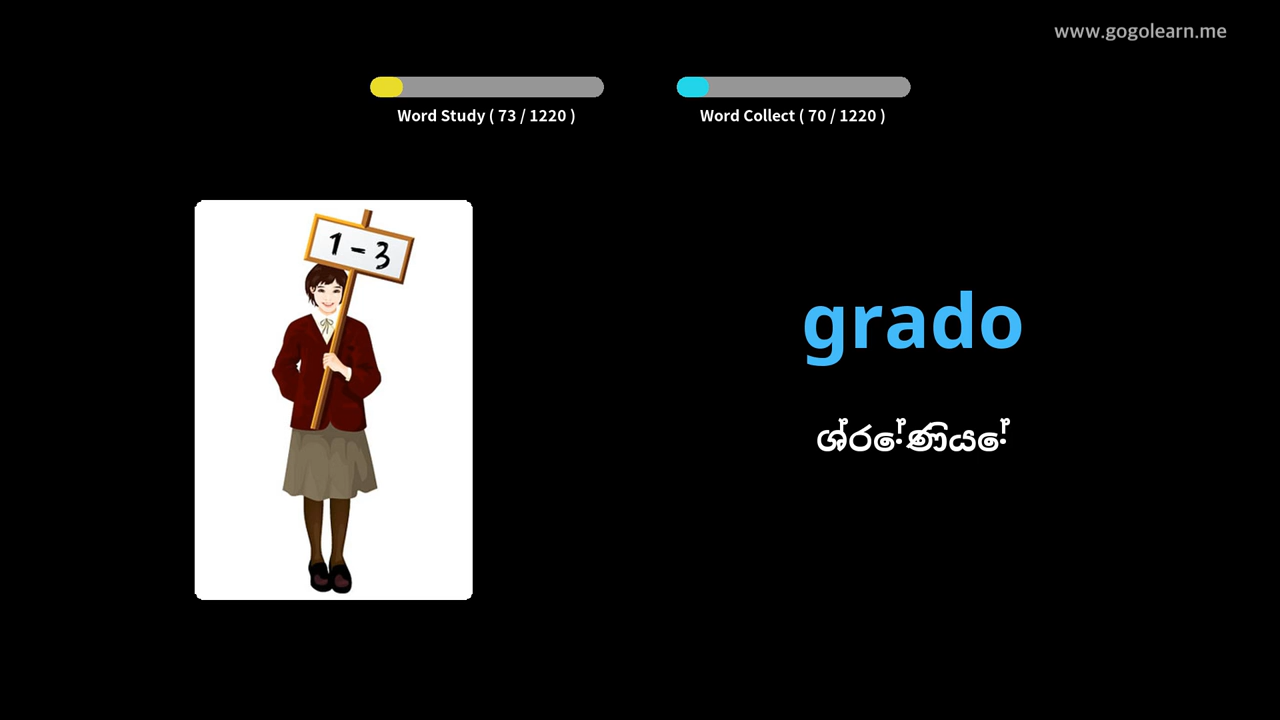 www.gogolearn.me
Word Study ( 73 / 1220 )
Word Collect ( 70 / 1220 )
1 - 3
grado
ශ්රේණියේ